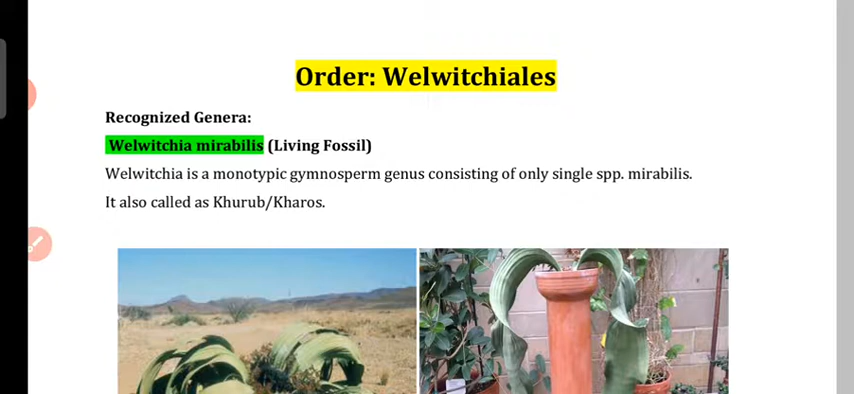 Order: Welwitchiales
Recognized Genera:
Welwitchia mirabilis (Living Fossil)
Welwitchia is a monotypic gymnosperm genus consisting of only single spp. mirabilis.
It also called as Khurub/Kharos.